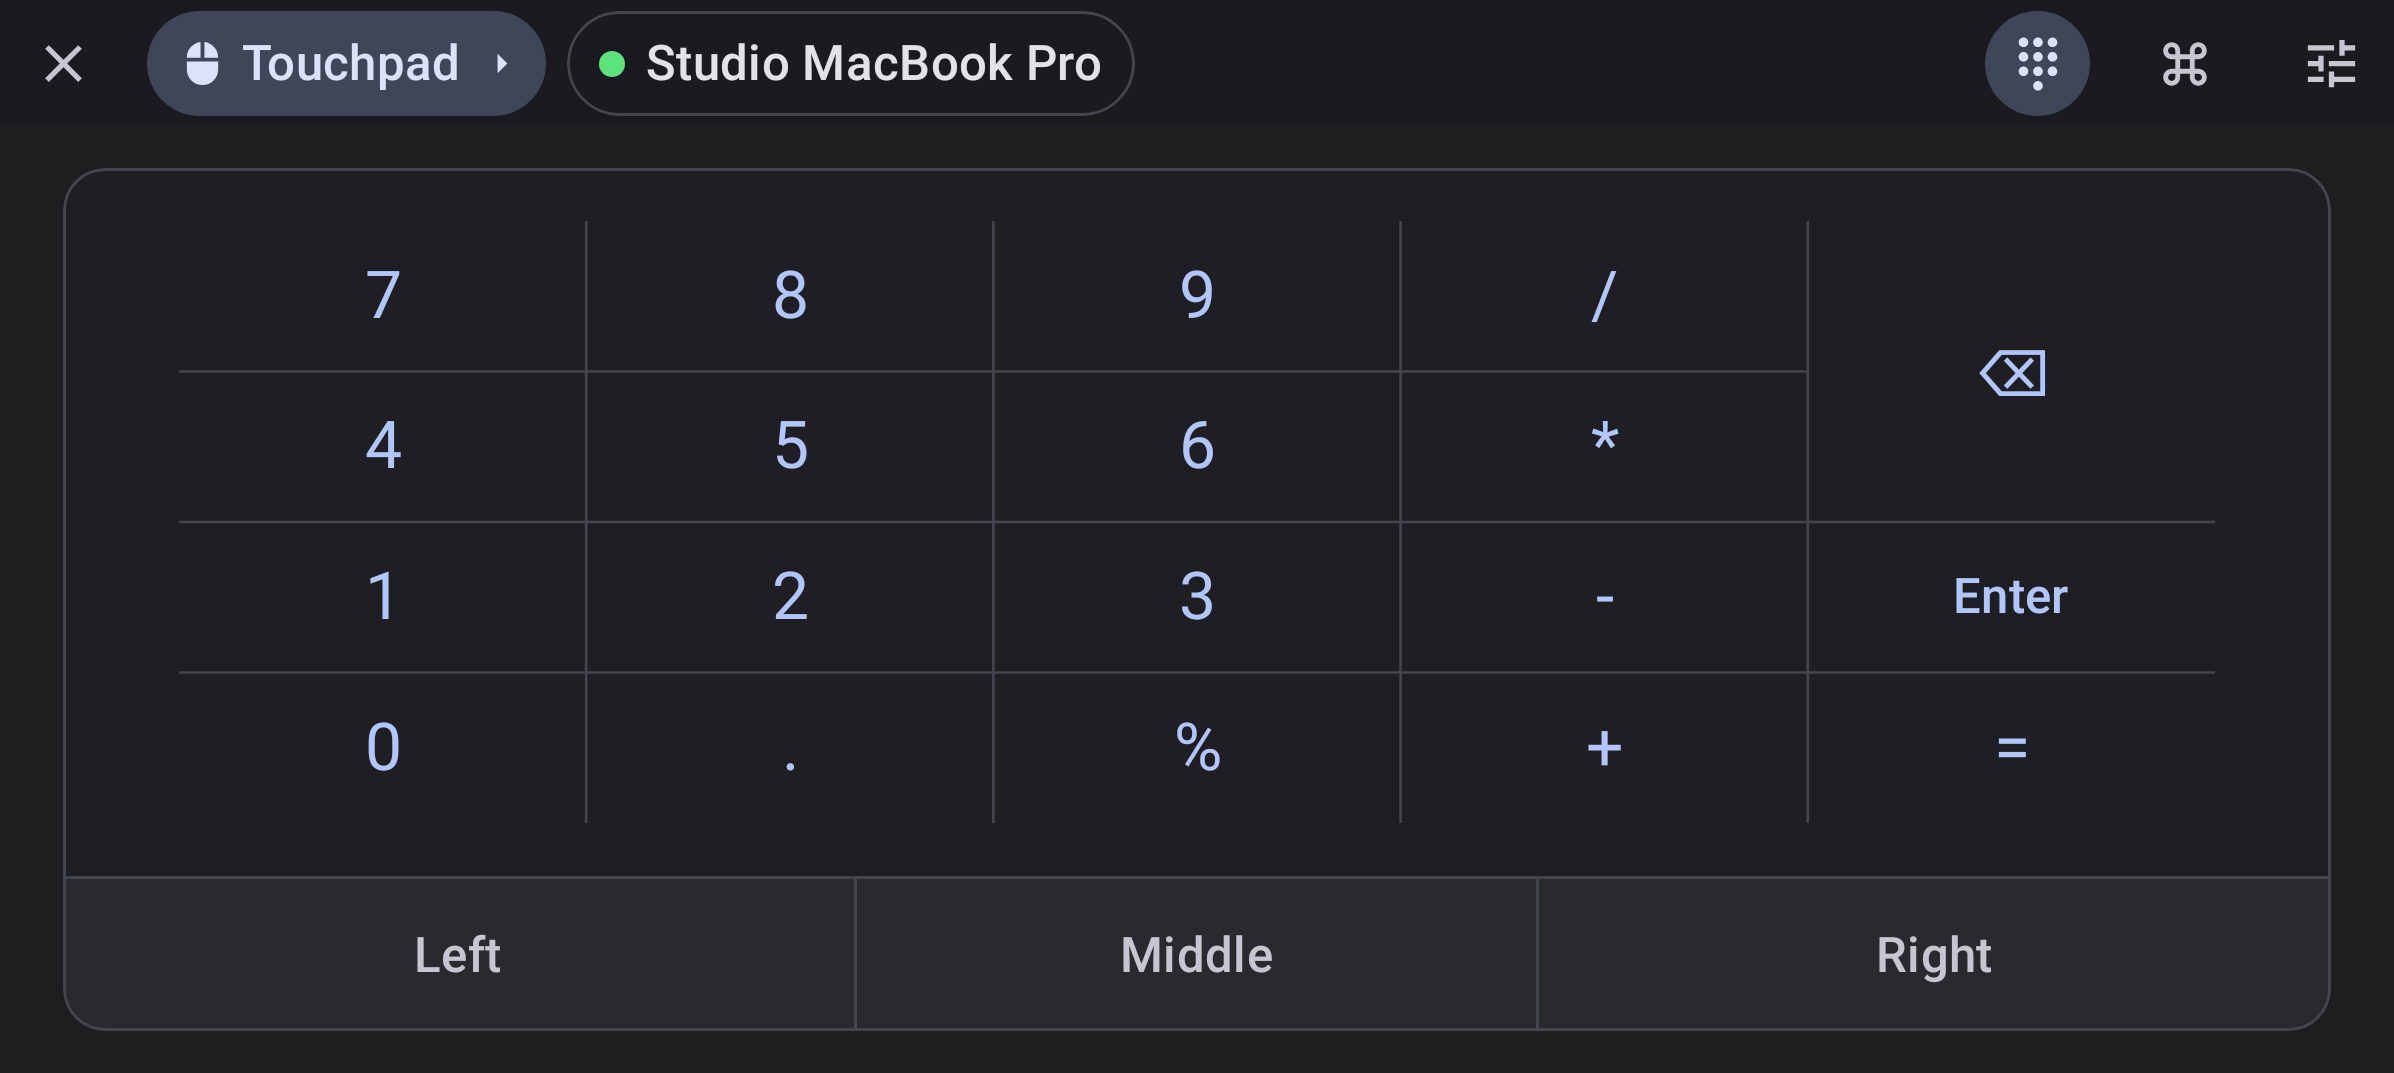 Touchpad
Studio MacBook Pro
7 8 9 /
4 5 6 *
1 2 3 - Enter
0 . % + =
Left Middle Right